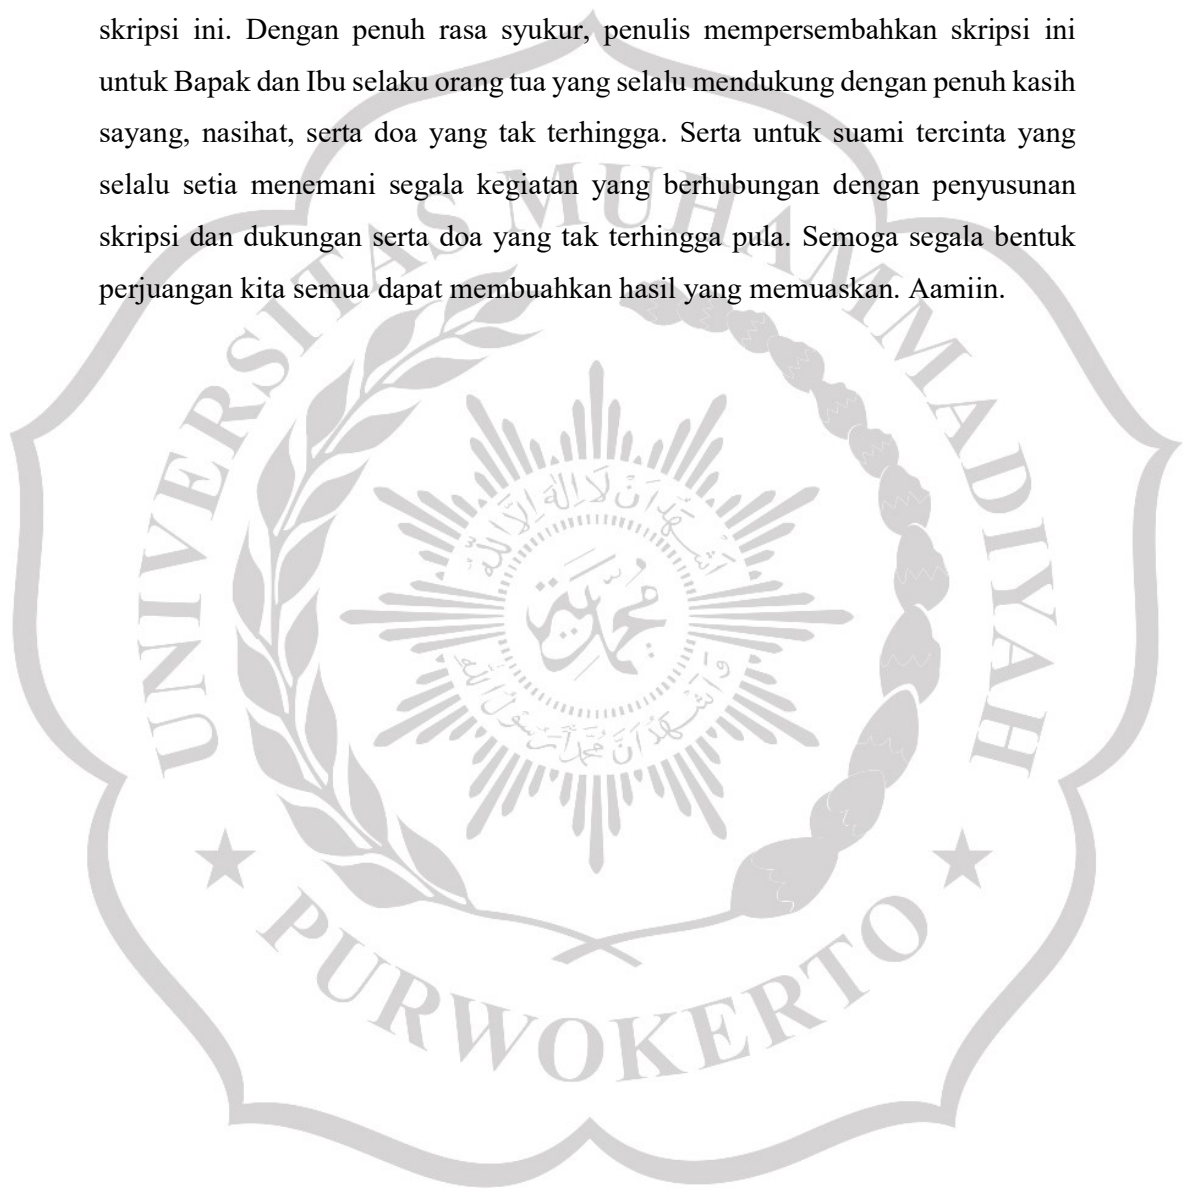 skripsi ini. Dengan penuh rasa syukur, penulis mempersembahkan skripsi ini
untuk Bapak dan Ibu selaku orang tua yang selalu mendukung dengan penuh kasih
sayang, nasihat, serta doa yang tak terhingga. Serta untuk suami tercinta yang
selalu setia menemani segala kegiatan yang berhubungan dengan penyusunan
skripsi dan dukungan serta doa yang tak terhingga pula. Semoga segala bentuk
perjuangan kita semua dapat membuahkan hasil yang memuaskan. Aamiin.
UNIVERSITAS MUHAMMADIYAH
اَشْهَدُ اَنْ لَا اِلٰهَ اِلَّا اللّٰهُ
محمدية
وَاَشْهَدُ اَنَّ مُحَمَّدًا رَسُوْلُ اللّٰهِ
PURWOKERTO